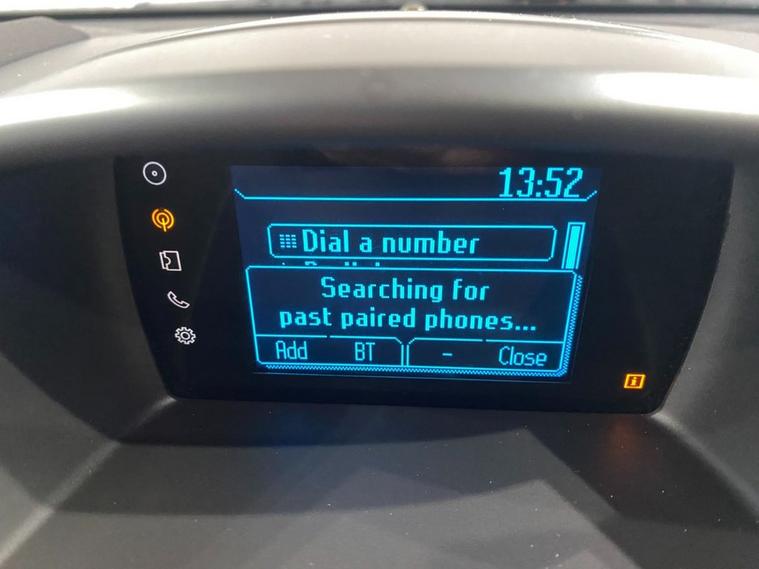 13:52
Dial a number
Searching for
past paired phones...
Add BT - Close